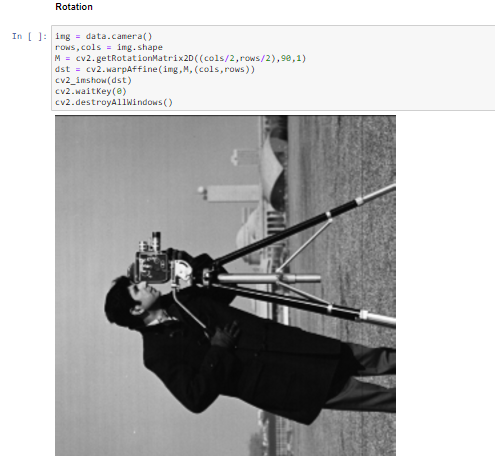 Rotation
In [ ]: img = data.camera()
rows,cols = img.shape
M = cv2.getRotationMatrix2D((cols/2,rows/2),90,1)
dst = cv2.warpAffine(img,M,(cols,rows))
cv2_imshow(dst)
cv2.waitKey(0)
cv2.destroyAllWindows()